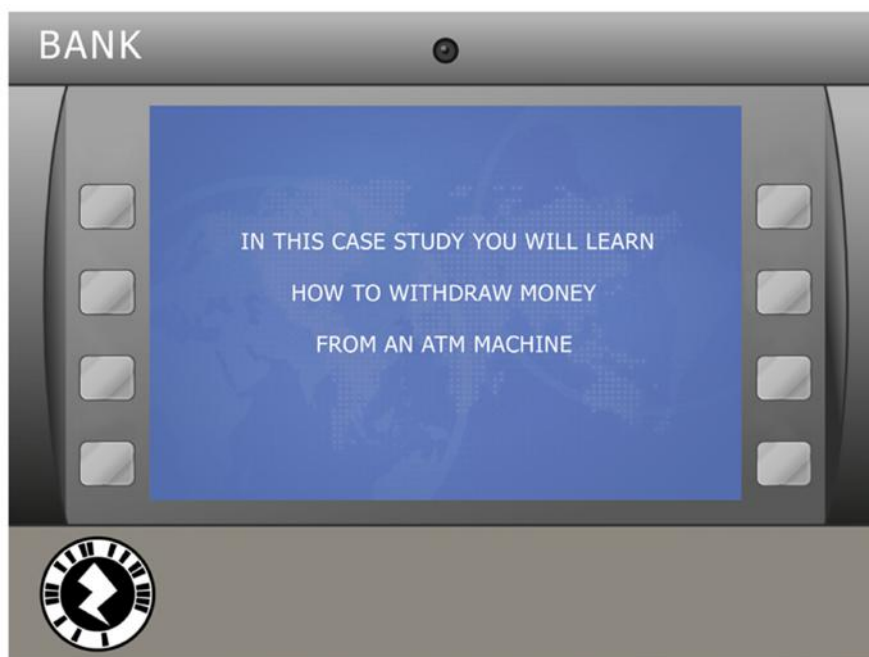 BANK
IN THIS CASE STUDY YOU WILL LEARN
HOW TO WITHDRAW MONEY
FROM AN ATM MACHINE